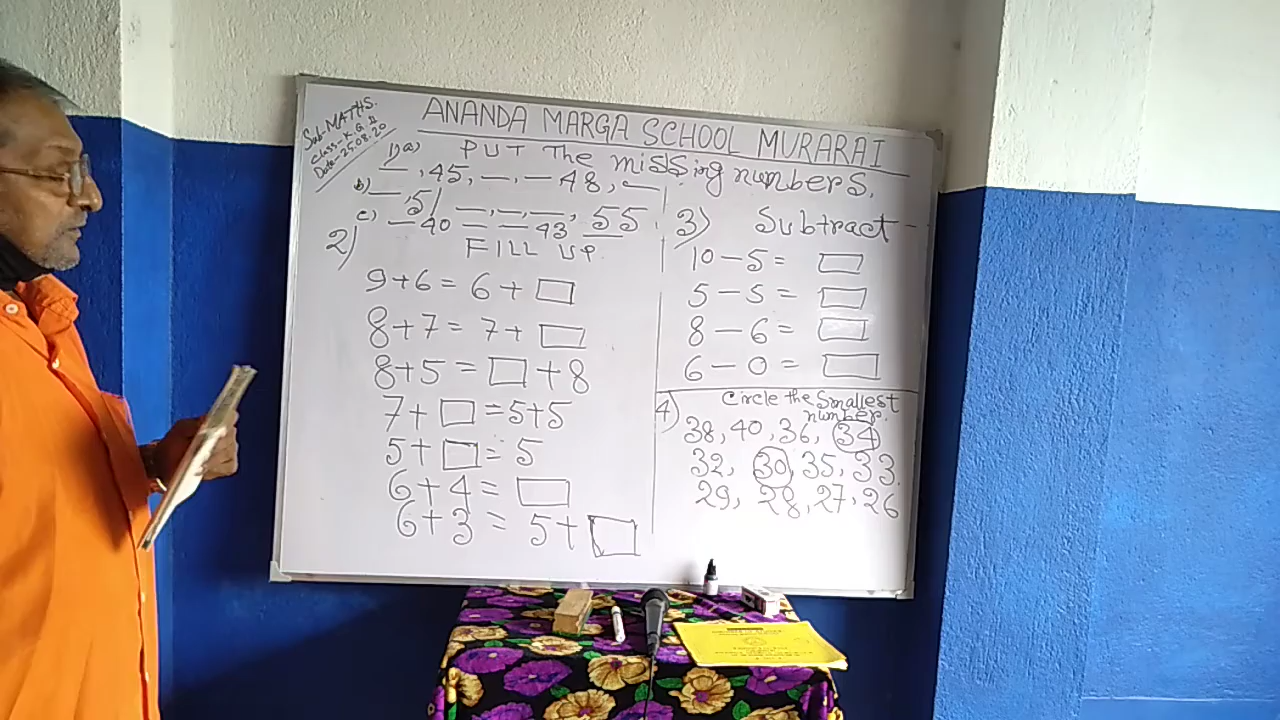 Sub-MATHS.
Class-K.G II
Date-25.08.20
ANANDA MARGA SCHOOL MURARAI
1)a) PUT The missing numbers.
_, 45, _, _ 48, _
b) _, 51 _, _, _, 55
c) _ 40 _ _ 43
2) FILL UP
9+6= 6+ □
8+7= 7+ □
8+5 = □ +8
7+ □ =5+5
5+ □ = 5
6+4= □
6+3 = 5+ □
3) Subtract-
10-5= □
5-5= □
8-6= □
6-0= □
4) Circle the Smallest
number.
38, 40, 36, 34
32, 30, 35, 33.
29, 28, 27, 26